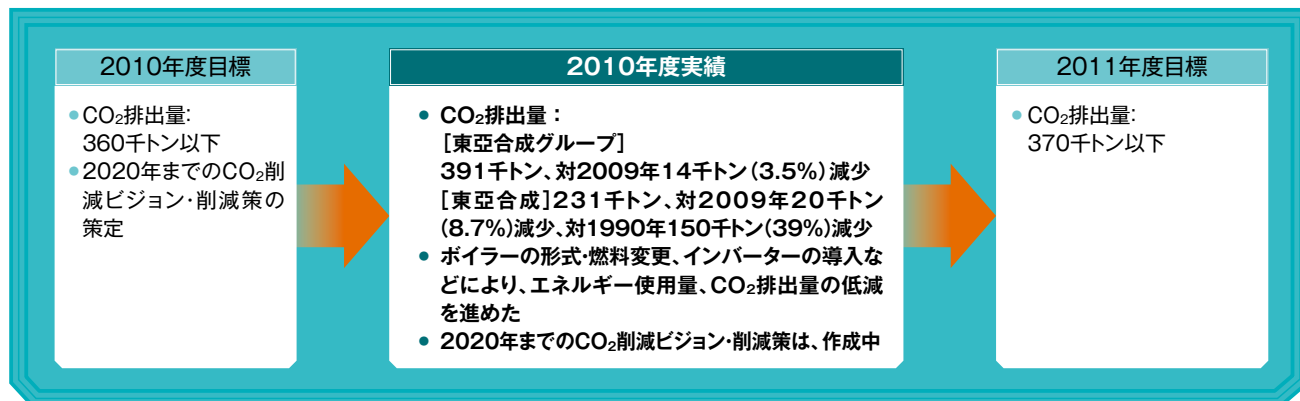 2010年度目標
●CO₂排出量:
360千トン以下
●2020年までのCO₂削
減ビジョン・削減策の
策定
2010年度実績
● CO₂排出量：
［東亞合成グループ］
391千トン、対2009年14千トン(3.5%)減少
［東亞合成］231千トン、対2009年20千トン
(8.7%)減少、対1990年150千トン(39%)減少
● ボイラーの形式・燃料変更、インバーターの導入な
どにより、エネルギー使用量、CO₂排出量の低減
を進めた
● 2020年までのCO₂削減ビジョン・削減策は、作成中
2011年度目標
● CO₂排出量:
370千トン以下